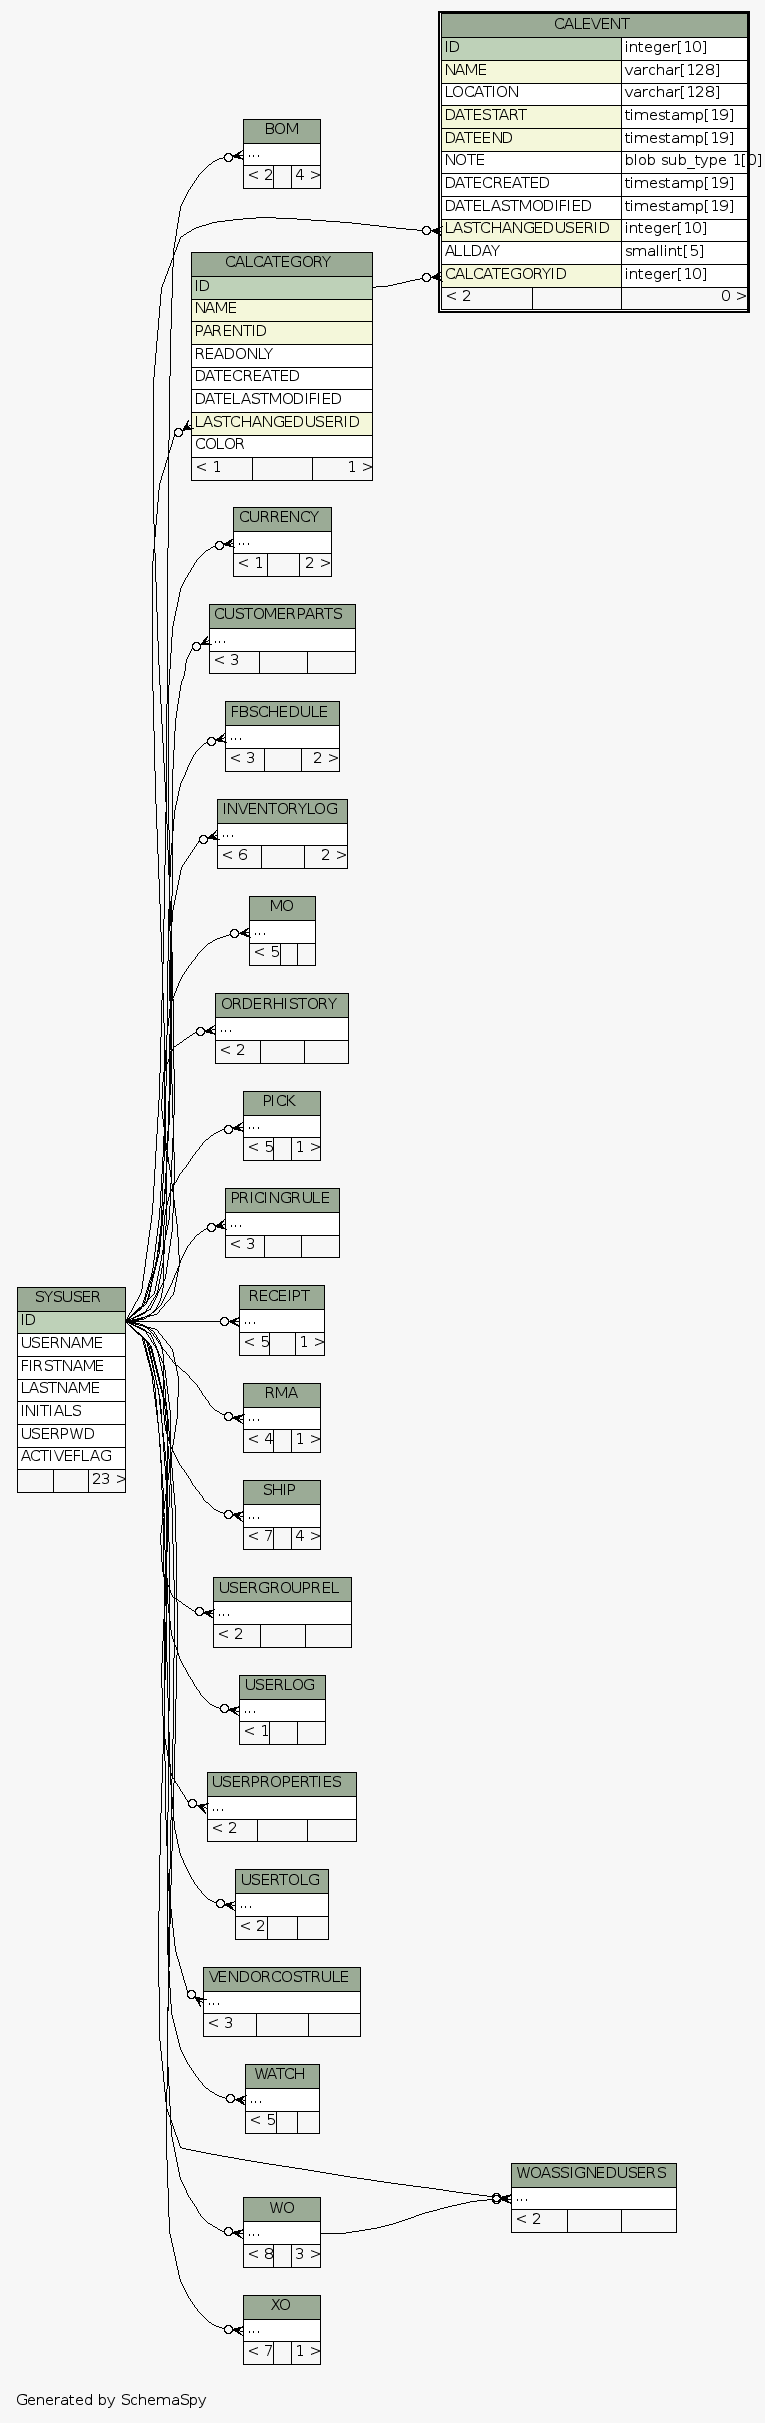 CALEVENT
ID integer[10]
NAME varchar[128]
LOCATION varchar[128]
DATESTART timestamp[19]
DATEEND timestamp[19]
NOTE blob sub_type 1[0]
DATECREATED timestamp[19]
DATELASTMODIFIED timestamp[19]
LASTCHANGEDUSERID integer[10]
ALLDAY smallint[5]
CALCATEGORYID integer[10]
< 2 0 >
BOM
...
< 2 4 >
CALCATEGORY
ID
NAME
PARENTID
READONLY
DATECREATED
DATELASTMODIFIED
LASTCHANGEDUSERID
COLOR
< 1 1 >
CURRENCY
...
< 1 2 >
CUSTOMERPARTS
...
< 3
FBSCHEDULE
...
< 3 2 >
INVENTORYLOG
...
< 6 2 >
MO
...
< 5
ORDERHISTORY
...
< 2
PICK
...
< 5 1 >
PRICINGRULE
...
< 3
SYSUSER
ID
USERNAME
FIRSTNAME
LASTNAME
INITIALS
USERPWD
ACTIVEFLAG
23 >
RECEIPT
...
< 5 1 >
RMA
...
< 4 1 >
SHIP
...
< 7 4 >
USERGROUPREL
...
< 2
USERLOG
...
< 1
USERPROPERTIES
...
< 2
USERTOLG
...
< 2
VENDORCOSTRULE
...
< 3
WATCH
...
< 5
WOASSIGNEDUSERS
...
< 2
WO
...
< 8 3 >
XO
...
< 7 1 >
Generated by SchemaSpy